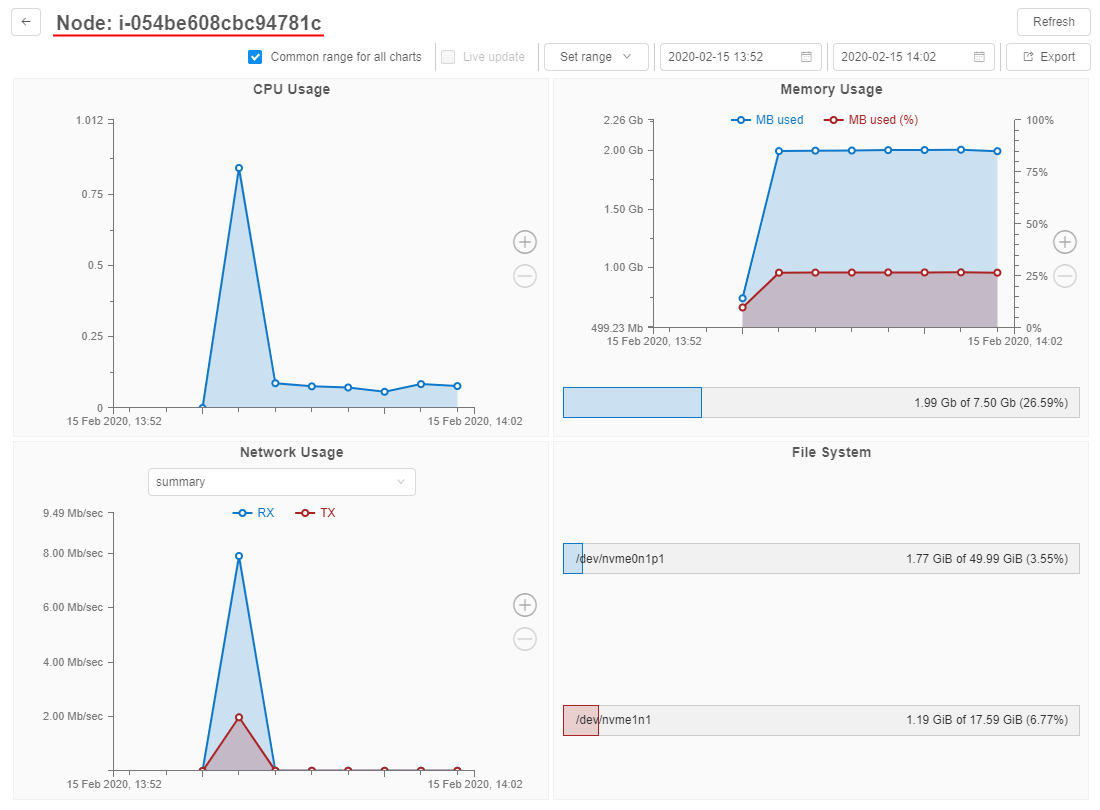 Node: i-054be608cbc94781c
Refresh
Common range for all charts
Live update
Set range
2020-02-15 13:52
2020-02-15 14:02
Export
CPU Usage
1.012
0.75
0.5
0.25
0
15 Feb 2020, 13:52
15 Feb 2020, 14:02
Memory Usage
MB used
MB used (%)
2.26 Gb
2.00 Gb
1.50 Gb
1.00 Gb
499.23 Mb
100%
75%
50%
25%
0%
15 Feb 2020, 13:52
15 Feb 2020, 14:02
1.99 Gb of 7.50 Gb (26.59%)
Network Usage
summary
RX
TX
9.49 Mb/sec
8.00 Mb/sec
6.00 Mb/sec
4.00 Mb/sec
2.00 Mb/sec
15 Feb 2020, 13:52
15 Feb 2020, 14:02
File System
/dev/nvme0n1p1
1.77 GiB of 49.99 GiB (3.55%)
/dev/nvme1n1
1.19 GiB of 17.59 GiB (6.77%)